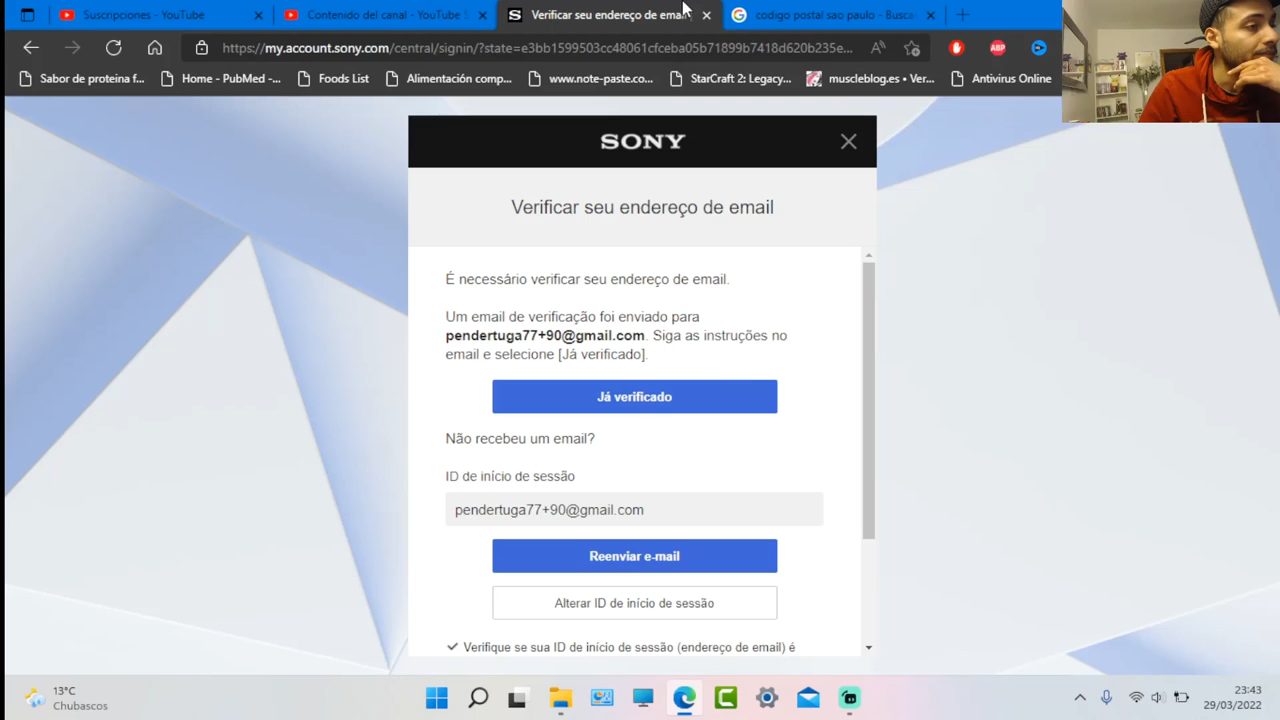 Suscripciones - YouTube
Contenido del canal - YouTube S
Verificar seu endereço de email
codigo postal sao paulo - Busca
https://my.account.sony.com/central/signin/?state=e3bb1599503cc48061cfceba05b71899b7418d620b235e...
ABP
Sabor de proteina f...
Home - PubMed -...
Foods List
Alimentación comp...
www.note-paste.co...
StarCraft 2: Legacy...
muscleblog.es • Ver...
Antivirus Online
SONY
Verificar seu endereço de email
É necessário verificar seu endereço de email.
Um email de verificação foi enviado para
pendertuga77+90@gmail.com. Siga as instruções no
email e selecione [Já verificado].
Já verificado
Não recebeu um email?
ID de início de sessão
pendertuga77+90@gmail.com
Reenviar e-mail
Alterar ID de início de sessão
Verifique se sua ID de início de sessão (endereço de email) é
13°C
Chubascos
23:43
29/03/2022